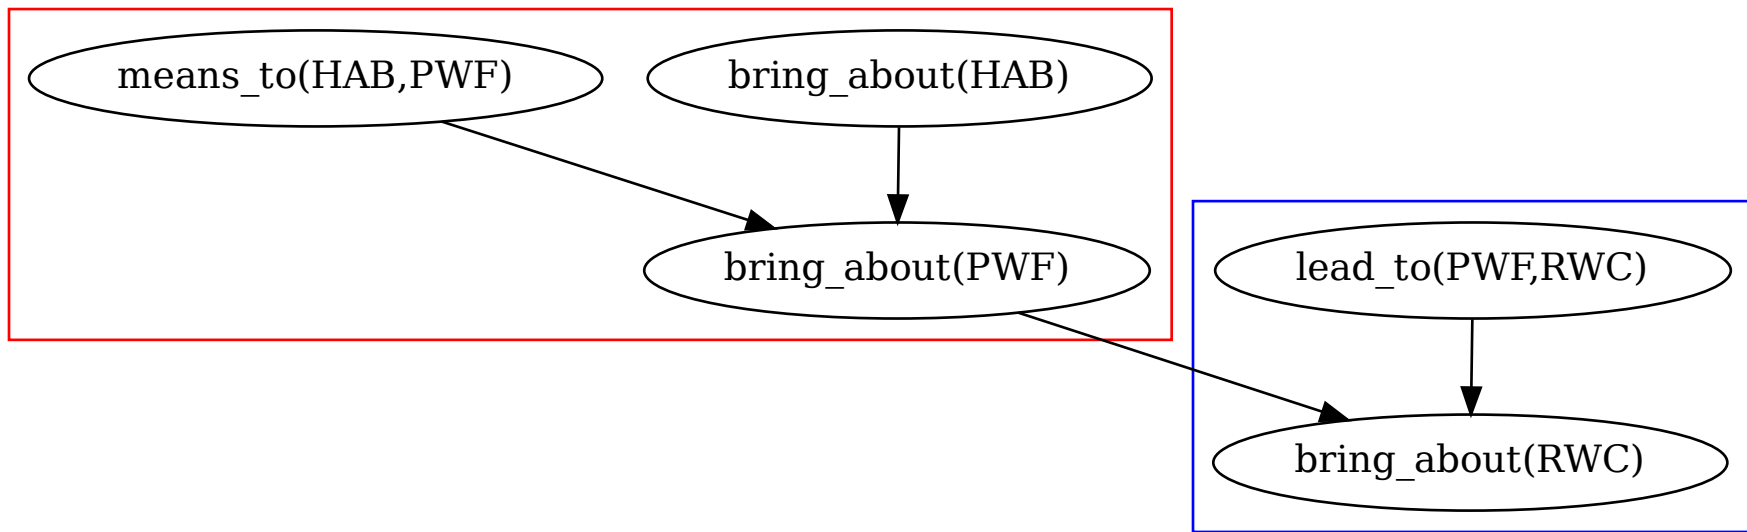 means_to(HAB,PWF)
bring_about(HAB)
bring_about(PWF)
lead_to(PWF,RWC)
bring_about(RWC)